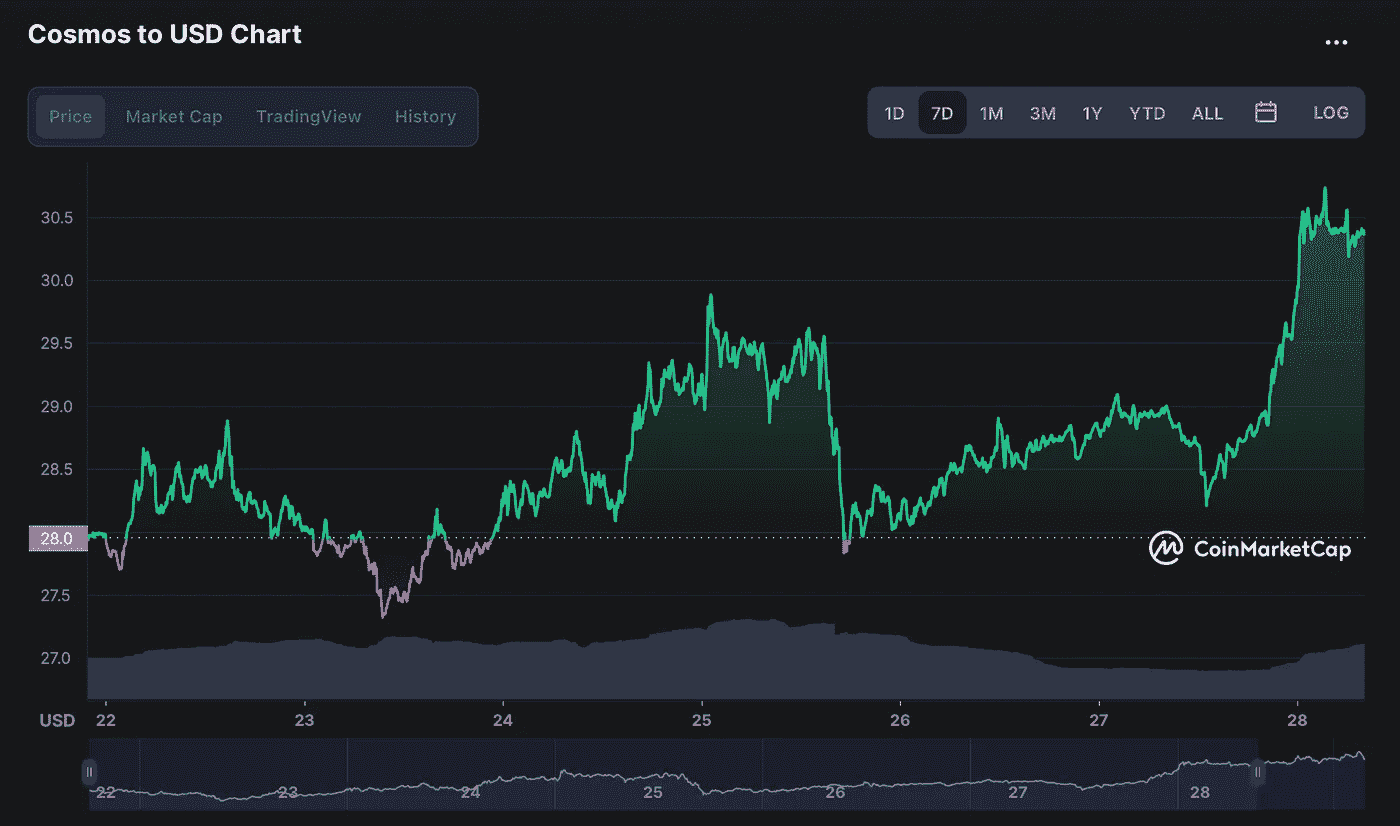 Cosmos to USD Chart
Price Market Cap TradingView History
1D 7D 1M 3M 1Y YTD ALL LOG
30.5
30.0
29.5
29.0
28.5
28.0
27.5
27.0
CoinMarketCap
USD 22 23 24 25 26 27 28
22 23 24 25 26 27 28